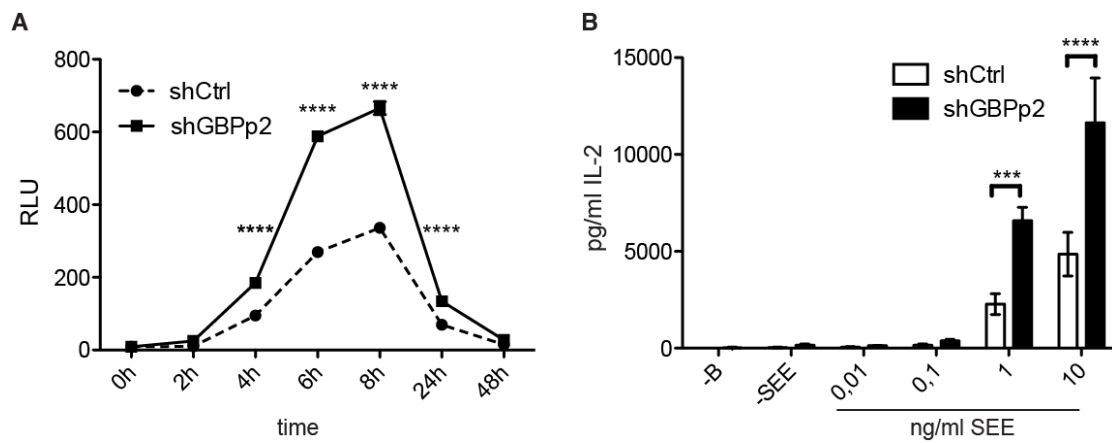 A
RLU
800
600
400
200
0
shCtrl
shGBPp2
****
****
****
****
0h
2h
4h
6h
8h
24h
48h
time
B
pg/ml IL-2
15000
10000
5000
0
shCtrl
shGBPp2
***
****
-B
-SEE
0,01
0,1
1
10
ng/ml SEE